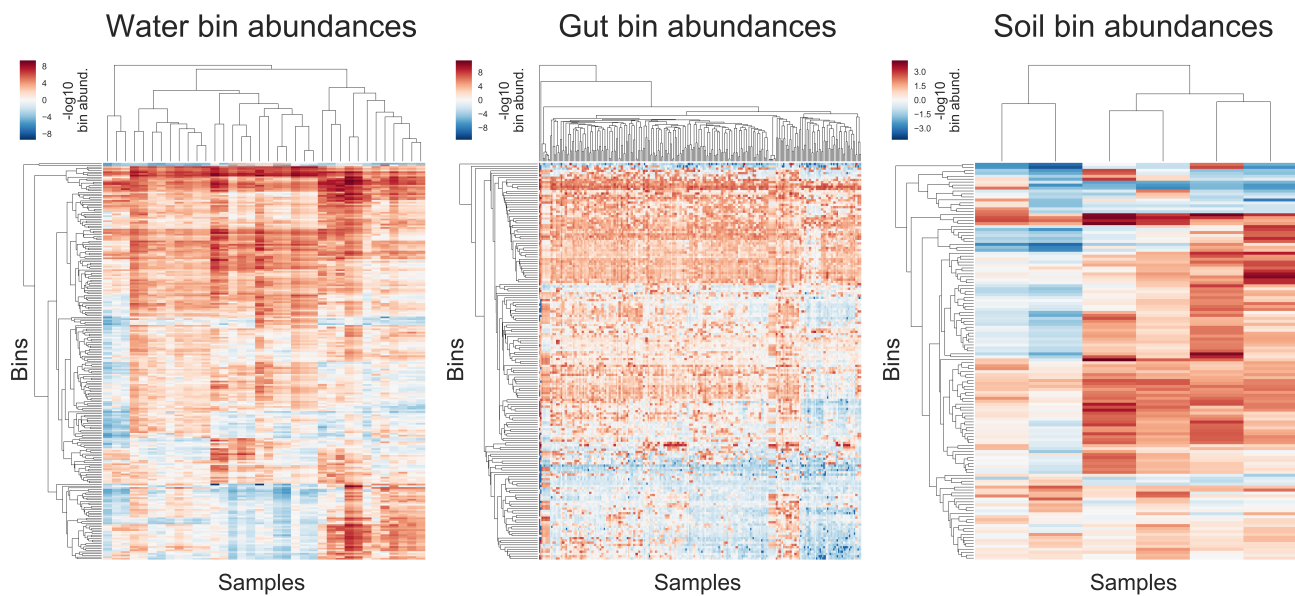 Water bin abundances
8
4
0
−4
−8
-log10
bin abund.
Bins
Samples
Gut bin abundances
8
4
0
−4
−8
-log10
bin abund.
Bins
Samples
Soil bin abundances
3.0
1.5
0.0
−1.5
−3.0
-log10
bin abund.
Bins
Samples